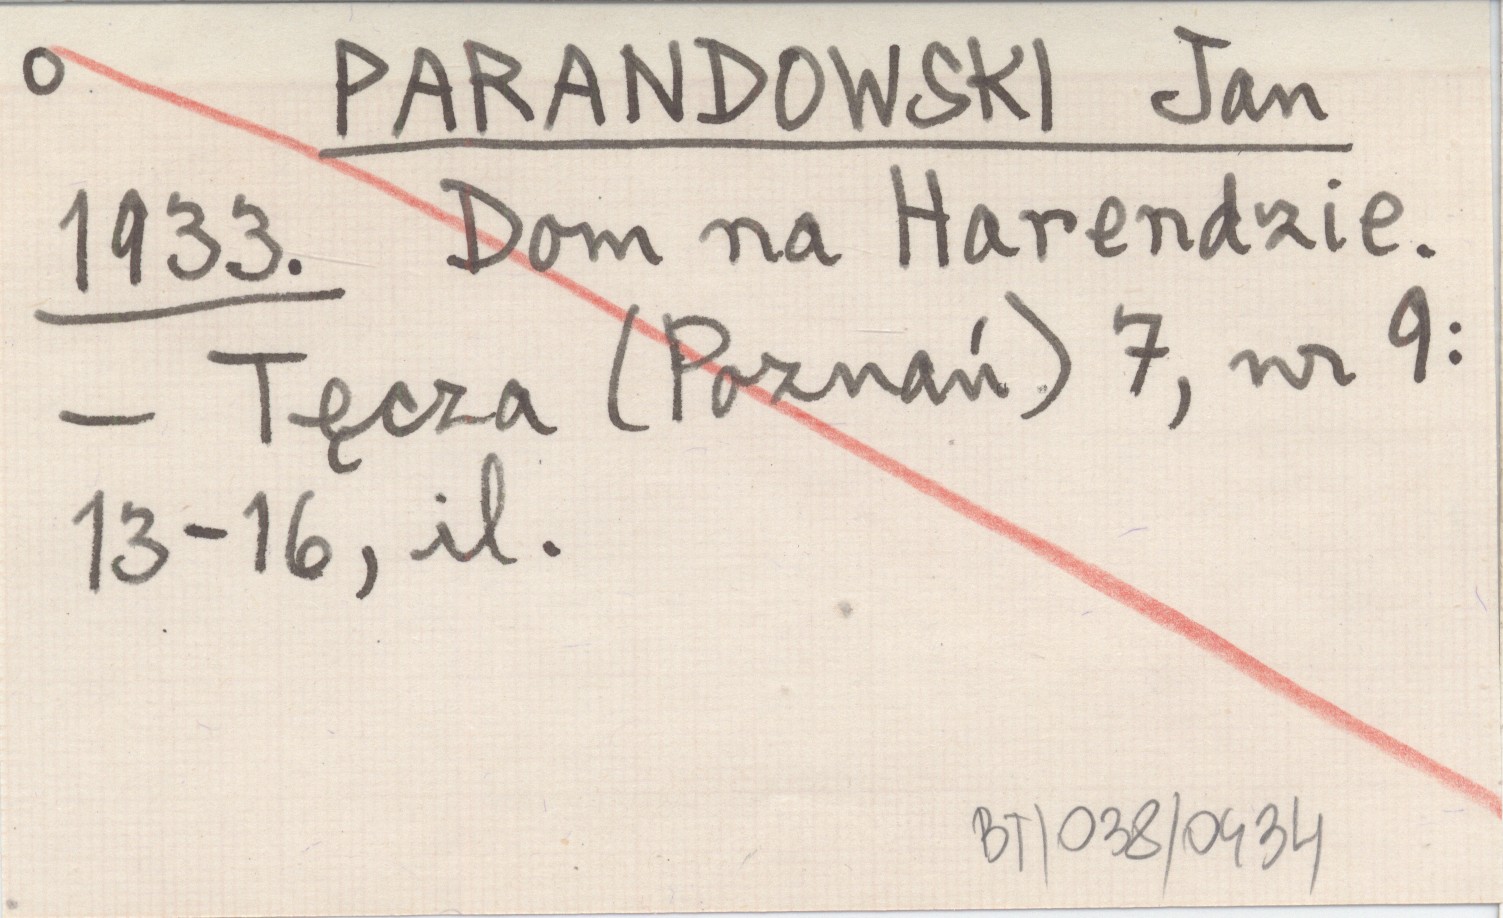 o PARANDOWSKI Jan
1933. Dom na Harendzie.
— Tęcza (Poznań) 7, nr 9:
13-16, il.
BT/038/0434